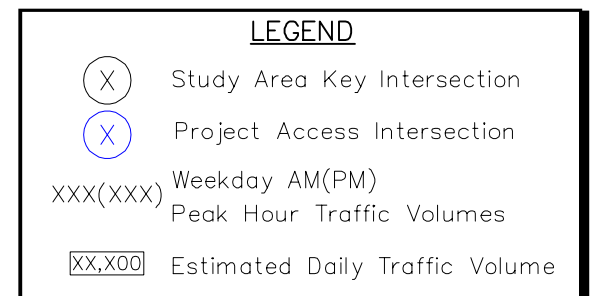 LEGEND
X Study Area Key Intersection
X Project Access Intersection
XXX(XXX) Weekday AM(PM)
Peak Hour Traffic Volumes
XX,X00 Estimated Daily Traffic Volume